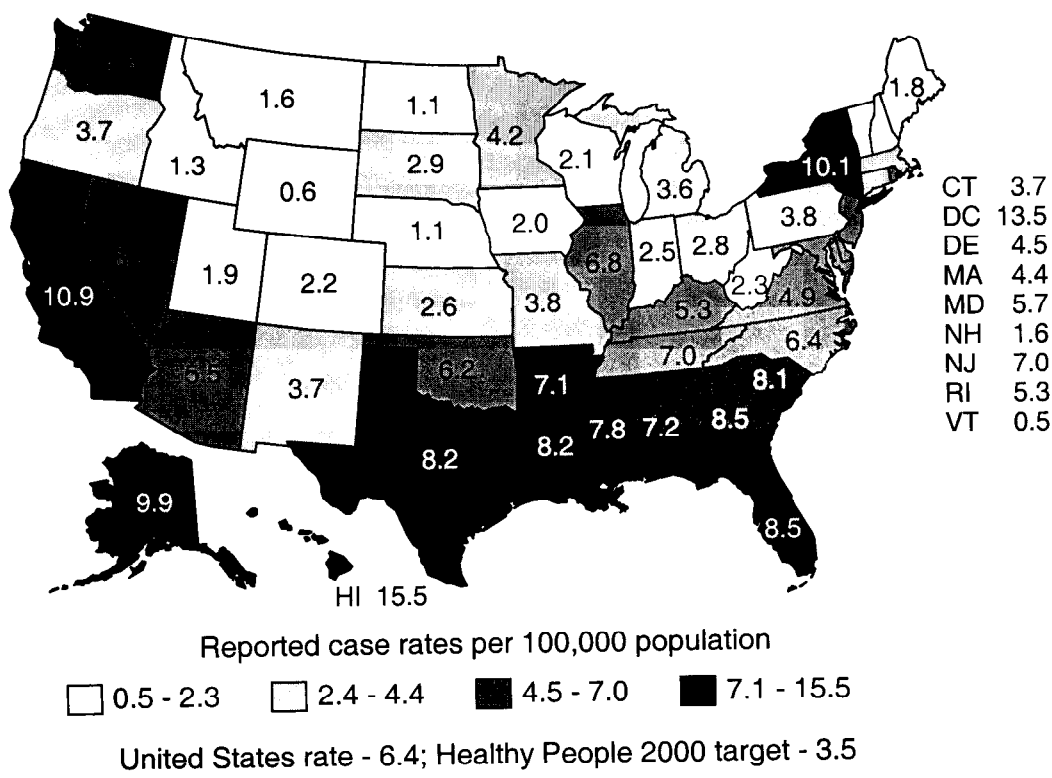 1.8
1.6
1.1
3.7
4.2
2.1
10.1
1.3
2.9
3.6
0.6
3.8
CT 3.7
DC 13.5
DE 4.5
MA 4.4
MD 5.7
NH 1.6
NJ 7.0
RI 5.3
VT 0.5
1.1
2.0
2.5
2.8
1.9
2.2
6.8
2.3
10.9
2.6
3.8
5.3
4.9
6.4
7.0
6.2
3.7
7.1
8.1
8.2
8.2
7.8
7.2
8.5
9.9
8.5
HI 15.5
Reported case rates per 100,000 population
0.5 - 2.3
2.4 - 4.4
4.5 - 7.0
7.1 - 15.5
United States rate - 6.4; Healthy People 2000 target - 3.5